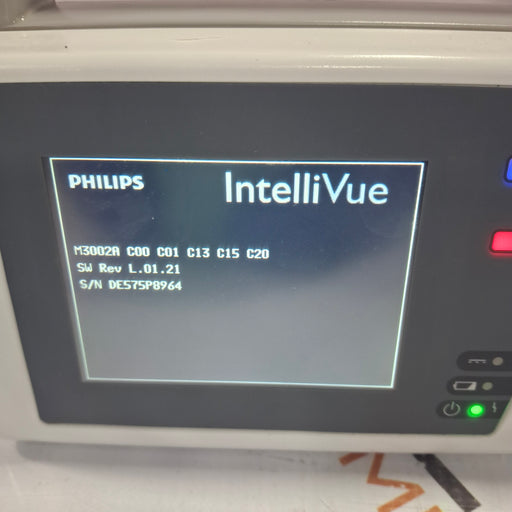 PHILIPS
IntelliVue
M3002A C00 C01 C13 C15 C20
SW Rev L.01.21
S/N DE575P8964